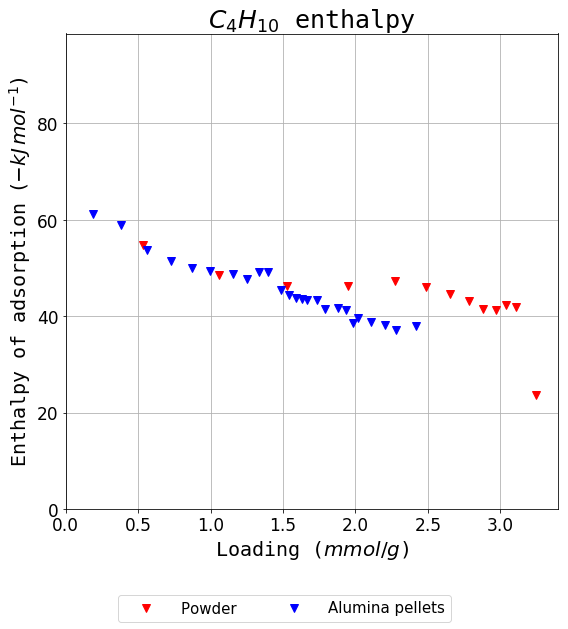 C₄H₁₀ enthalpy
Enthalpy of adsorption (−kJ mol⁻¹)
80
60
40
20
0
0.0 0.5 1.0 1.5 2.0 2.5 3.0
Loading (mmol/g)
Powder Alumina pellets